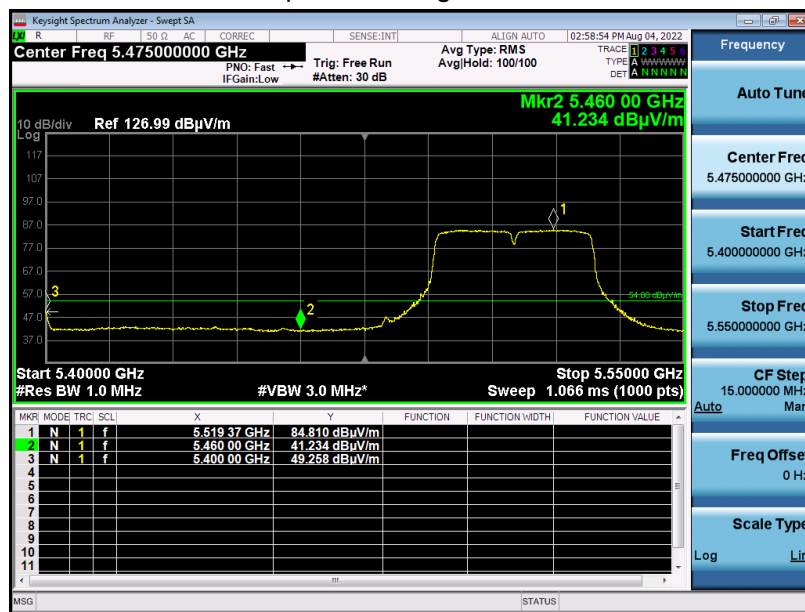 Keysight Spectrum Analyzer - Swept SA
LXI R RF 50 Ω AC CORREC SENSE:INT ALIGN AUTO 02:58:54 PM Aug 04, 2022
Center Freq 5.475000000 GHz
PNO: Fast
IFGain:Low
Trig: Free Run
#Atten: 30 dB
Avg Type: RMS
Avg|Hold: 100/100
TRACE 1 2 3 4 5 6
TYPE A WWWWW
DET A N N N N N
Mkr2 5.460 00 GHz
41.234 dBµV/m
10 dB/div Ref 126.99 dBµV/m
Log
117
107
97.0
87.0
77.0
67.0
57.0
47.0
37.0
1
2
3
54.00 dBµV/m
Start 5.40000 GHz Stop 5.55000 GHz
#Res BW 1.0 MHz #VBW 3.0 MHz* Sweep 1.066 ms (1000 pts)
MKR MODE TRC SCL X Y FUNCTION FUNCTION WIDTH FUNCTION VALUE
1 N 1 f 5.519 37 GHz 84.810 dBµV/m
2 N 1 f 5.460 00 GHz 41.234 dBµV/m
3 N 1 f 5.400 00 GHz 49.258 dBµV/m
4
5
6
7
8
9
10
11
MSG STATUS
Frequency
Auto Tune
Center Freq
5.475000000 GHz
Start Freq
5.400000000 GHz
Stop Freq
5.550000000 GHz
CF Step
15.000000 MHz
Auto Man
Freq Offset
0 Hz
Scale Type
Log Lin